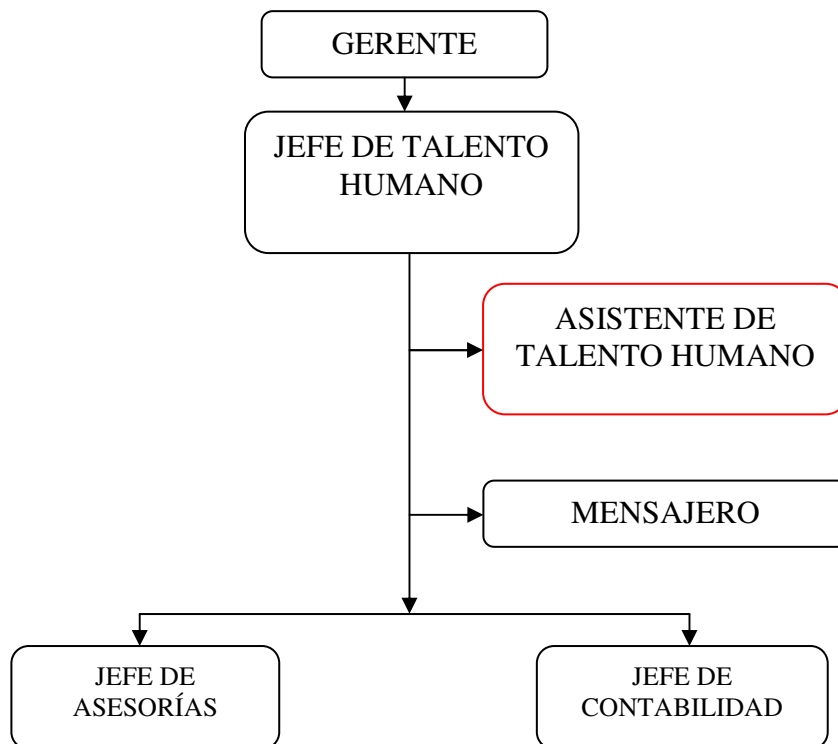 GERENTE
JEFE DE TALENTO
HUMANO
ASISTENTE DE
TALENTO HUMANO
MENSAJERO
JEFE DE
ASESORÍAS
JEFE DE
CONTABILIDAD